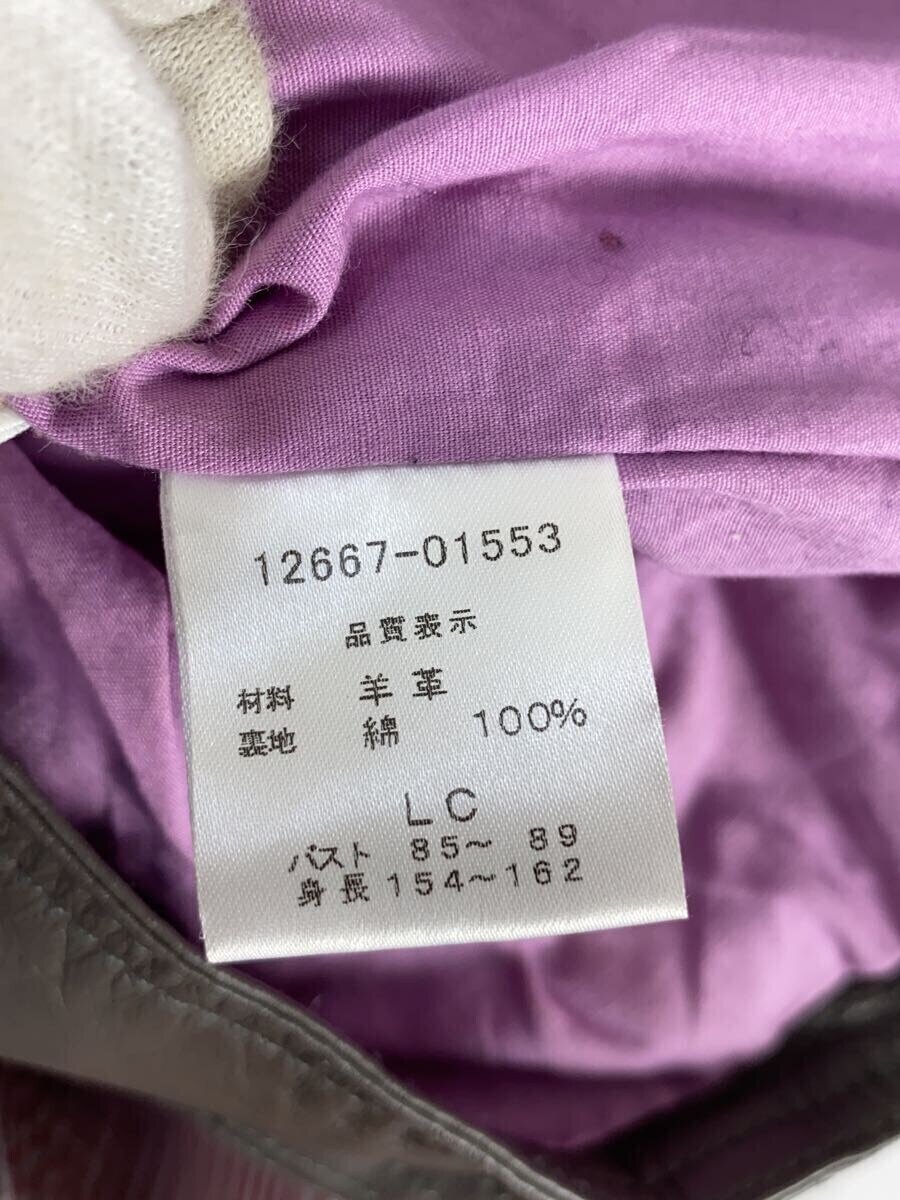 12667-01553
品質表示
材料 羊革
裏地 綿 100%
LC
バスト 85～ 89
身長 154～162